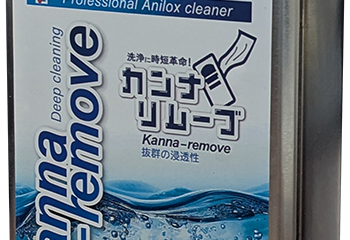 Professional Anilox cleaner
Deep cleaning
Kanna
-remove
洗浄に時短革命!
カンナ
リムーブ
Kanna-remove
抜群の浸透性